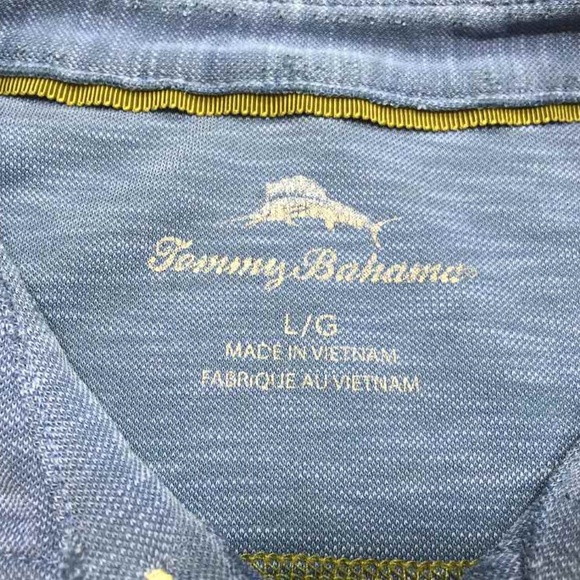 Tommy Bahama®
L/G
MADE IN VIETNAM
FABRIQUE AU VIETNAM